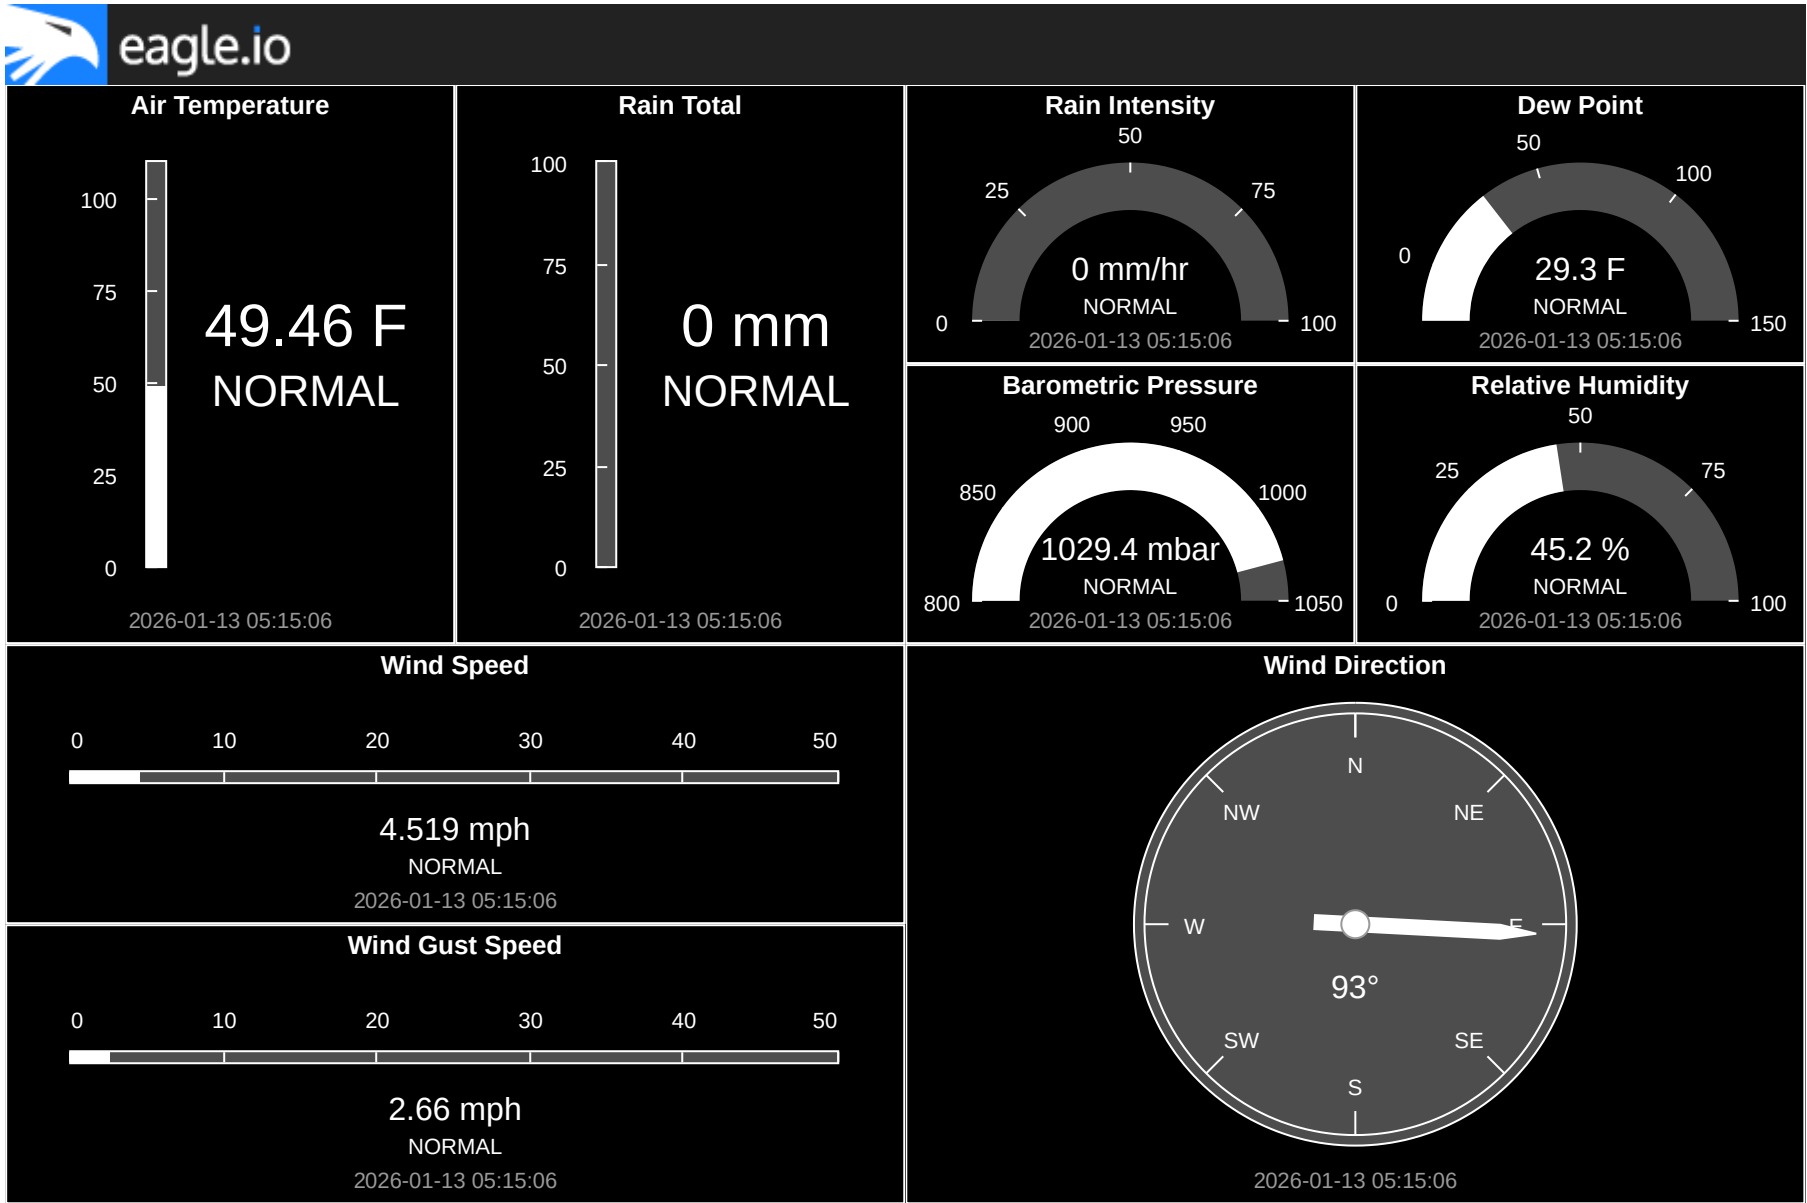 eagle.io
Air Temperature
100
75
50
25
0
49.46 F
NORMAL
2026-01-13 05:15:06
Rain Total
100
75
50
25
0
0 mm
NORMAL
2026-01-13 05:15:06
Rain Intensity
0
25
50
75
100
0 mm/hr
NORMAL
2026-01-13 05:15:06
Dew Point
0
50
100
150
29.3 F
NORMAL
2026-01-13 05:15:06
Barometric Pressure
800
850
900
950
1000
1050
1029.4 mbar
NORMAL
2026-01-13 05:15:06
Relative Humidity
0
25
50
75
100
45.2 %
NORMAL
2026-01-13 05:15:06
Wind Speed
0 10 20 30 40 50
4.519 mph
NORMAL
2026-01-13 05:15:06
Wind Gust Speed
0 10 20 30 40 50
2.66 mph
NORMAL
2026-01-13 05:15:06
Wind Direction
N
NW NE
W E
93°
SW SE
S
2026-01-13 05:15:06